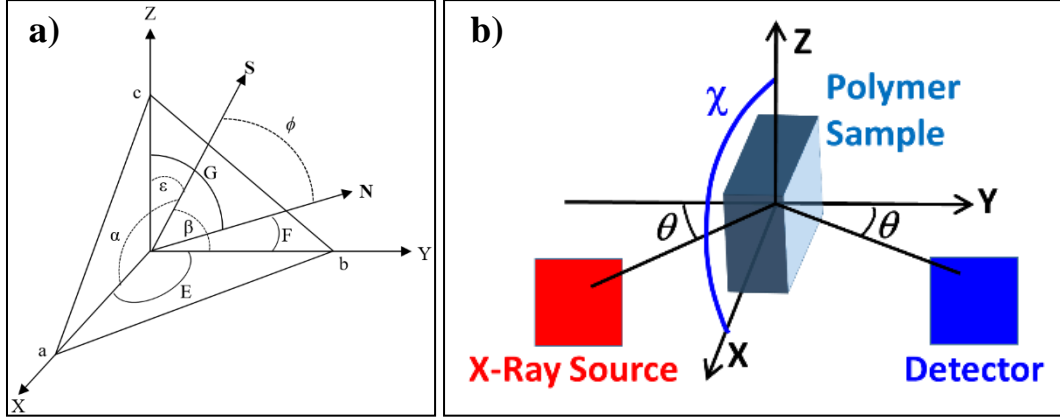 a)
Z
S
c
ϕ
G
ε
N
α
β
F
Y
b
E
a
X
b)
Z
χ
Polymer
Sample
Y
θ
θ
X
X-Ray Source
Detector